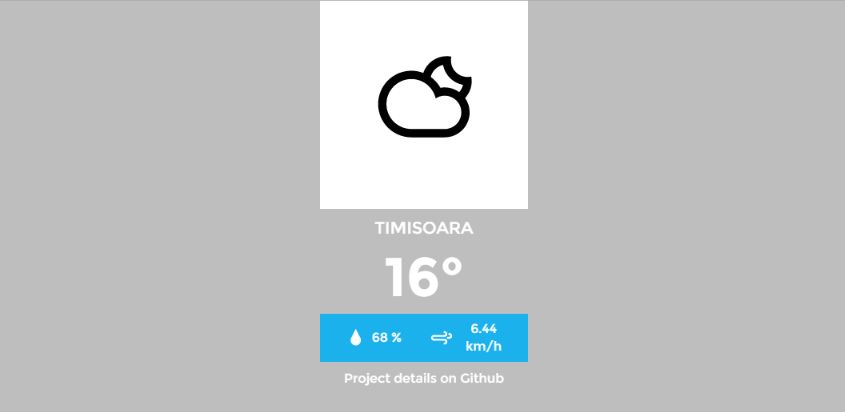 TIMISOARA
16°
68 %
6.44
km/h
Project details on Github